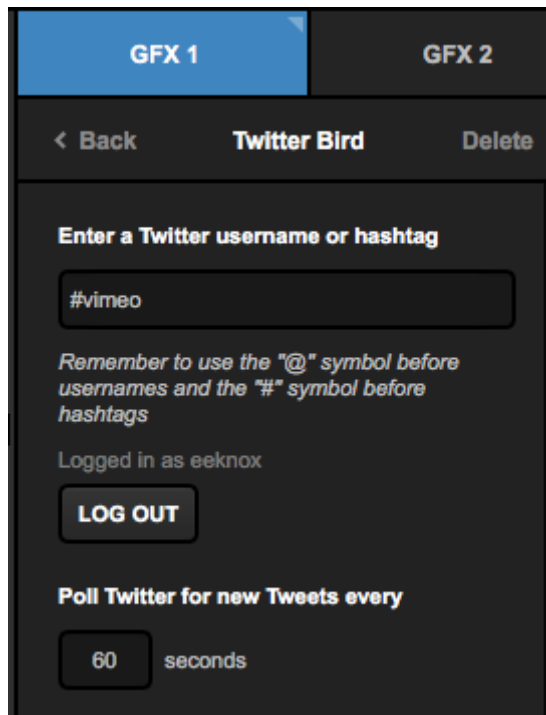 GFX 1
GFX 2
< Back
Twitter Bird
Delete
Enter a Twitter username or hashtag
#vimeo
Remember to use the "@" symbol before
usernames and the "#" symbol before
hashtags
Logged in as eeknox
LOG OUT
Poll Twitter for new Tweets every
60 seconds